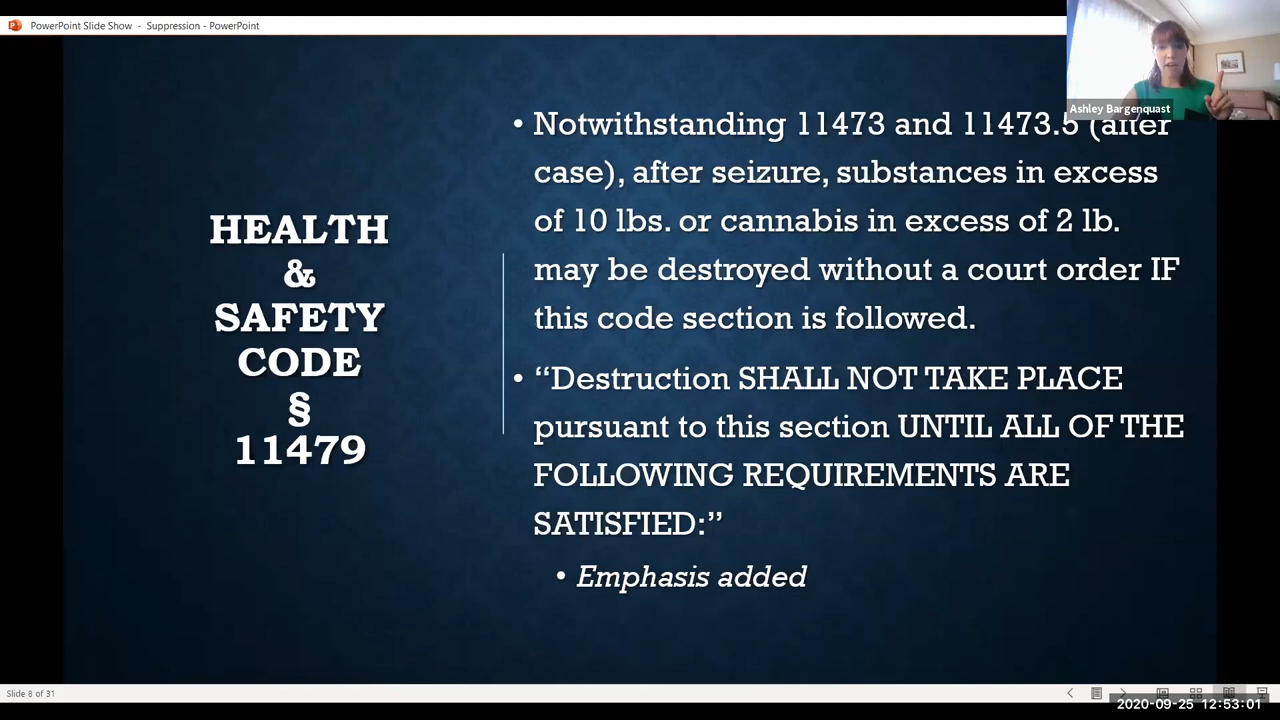 PowerPoint Slide Show - Suppression - PowerPoint
Ashley Bargenquast
HEALTH
&
SAFETY
CODE
§
11479
• Notwithstanding 11473 and 11473.5 (after
case), after seizure, substances in excess
of 10 lbs. or cannabis in excess of 2 lb.
may be destroyed without a court order IF
this code section is followed.
• “Destruction SHALL NOT TAKE PLACE
pursuant to this section UNTIL ALL OF THE
FOLLOWING REQUIREMENTS ARE
SATISFIED:”
• Emphasis added
Slide 8 of 31
2020-09-25 12:53:01